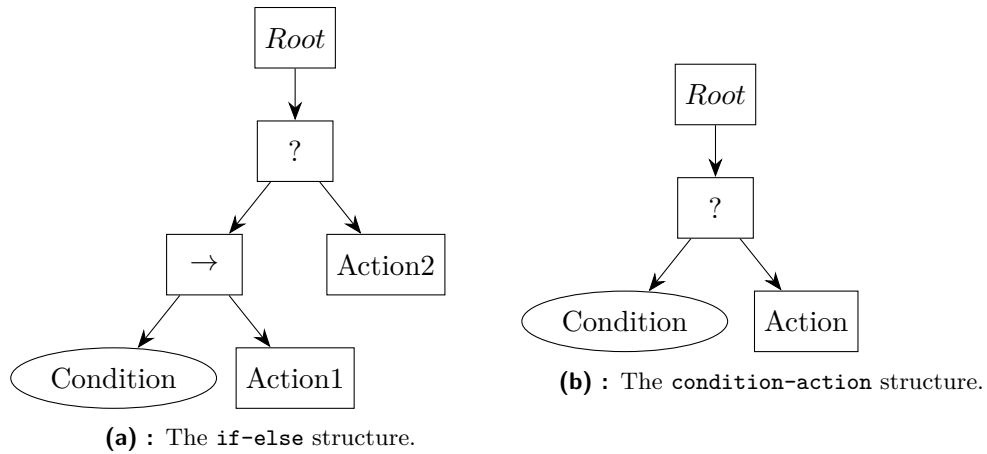 Root
?
→
Action2
Condition
Action1
(a) : The if-else structure.
Root
?
Condition
Action
(b) : The condition-action structure.